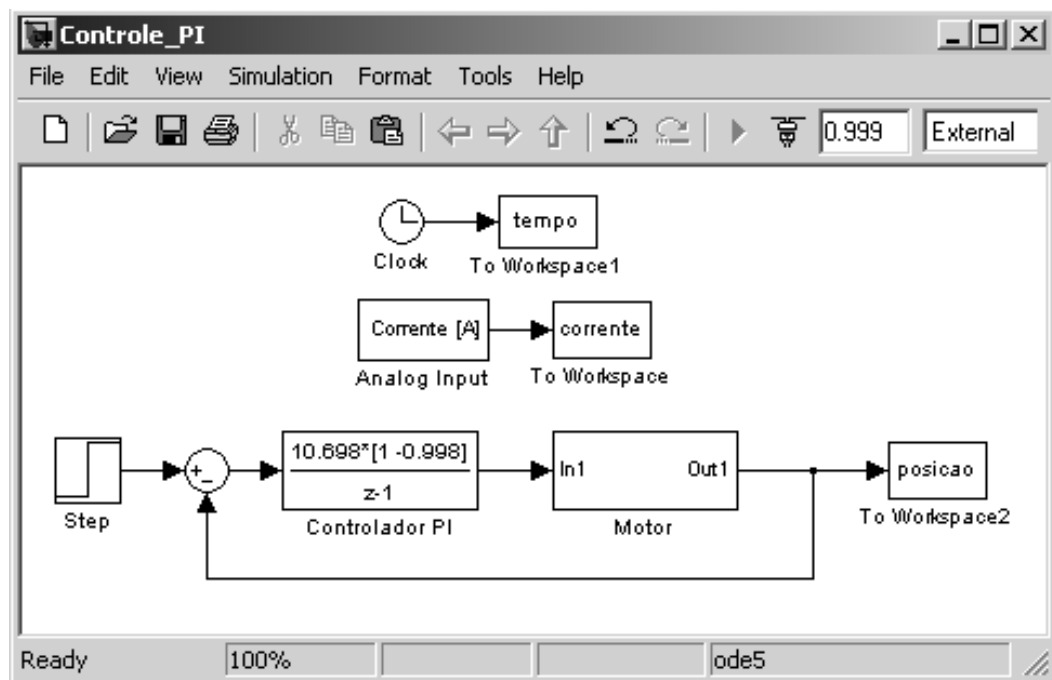 Controle_PI
File Edit View Simulation Format Tools Help
0.999 External
tempo
Clock To Workspace1
Corrente [A] corrente
Analog Input To Workspace
+
-
10.698*[1 -0.998]
z-1
In1 Out1
posicao
Step
Controlador PI
Motor
To Workspace2
Ready 100% ode5